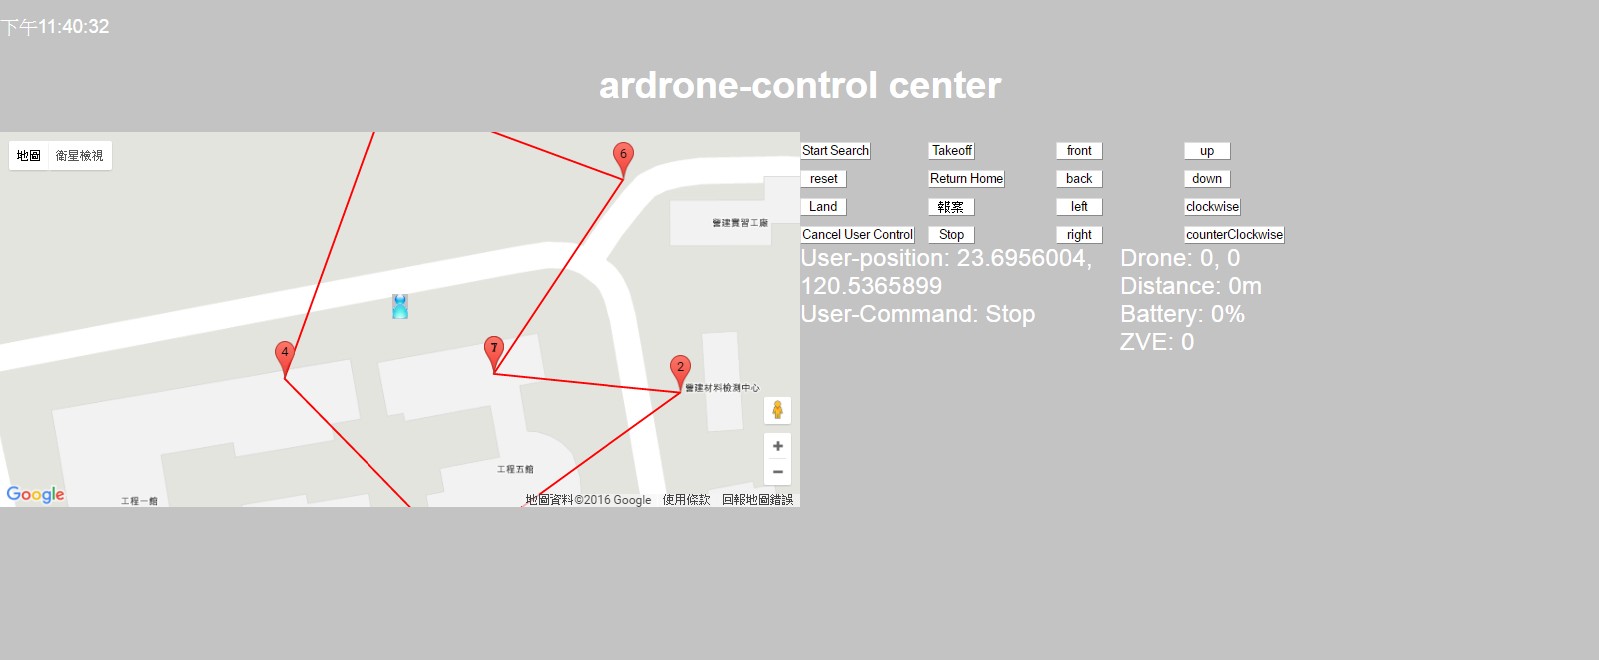 下午11:40:32
ardrone-control center
地圖 衛星檢視
6
營建實習工廠
4
7
2
營建材料檢測中心
工程五館
工程一館
Google
地圖資料©2016 Google 使用條款 回報地圖錯誤
Start Search Takeoff front up
reset Return Home back down
Land 報案 left clockwise
Cancel User Control Stop right counterClockwise
User-position: 23.6956004,
120.5365899
User-Command: Stop
Drone: 0, 0
Distance: 0m
Battery: 0%
ZVE: 0